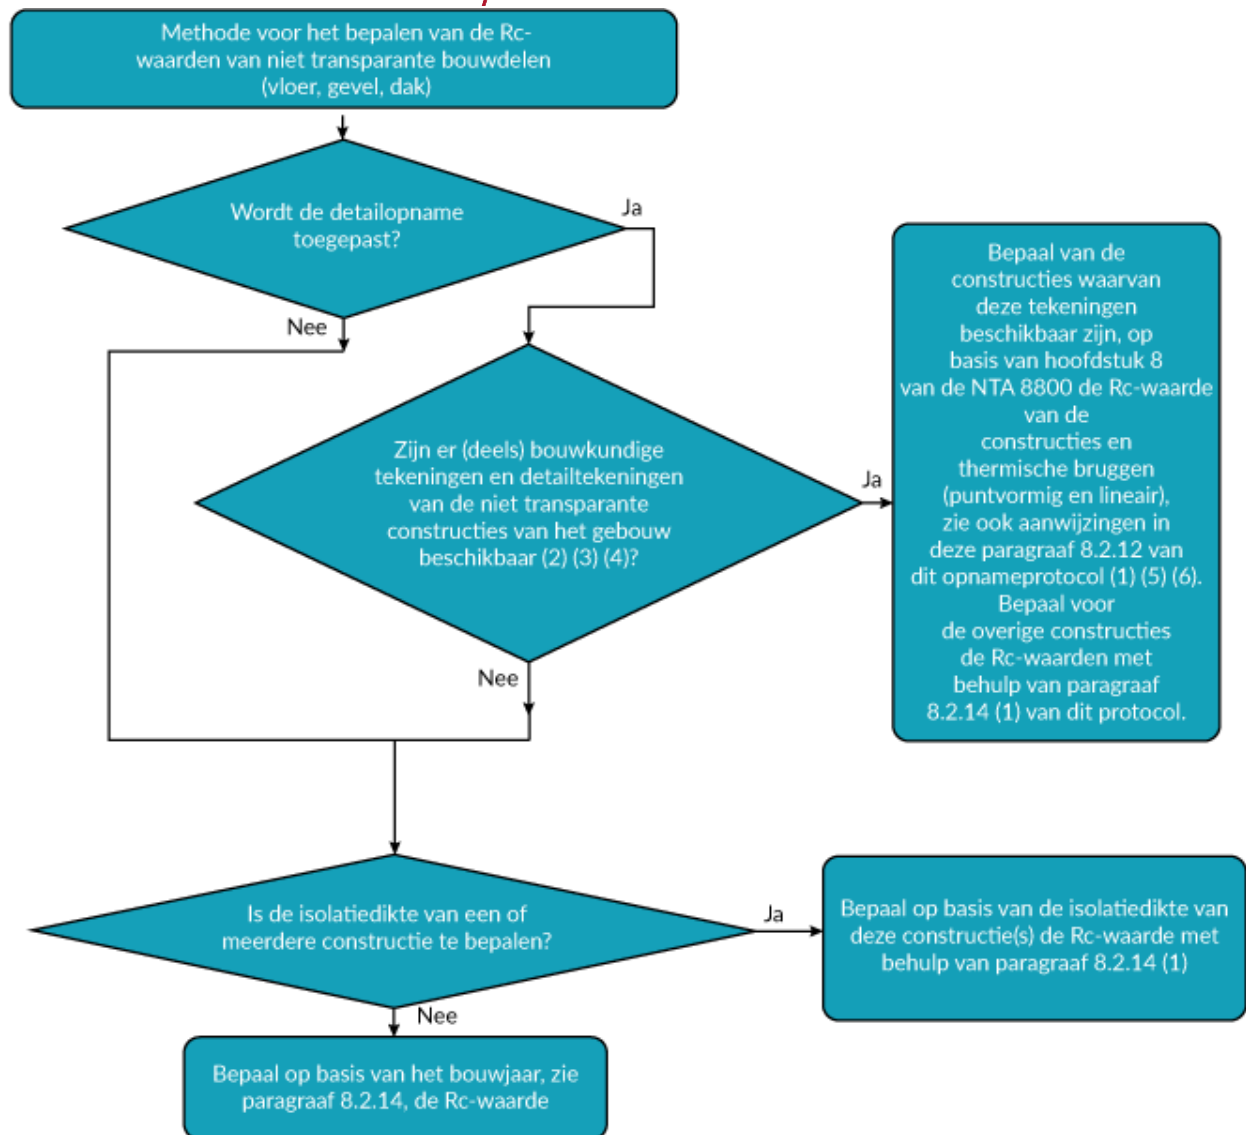 Methode voor het bepalen van de Rc-
waarden van niet transparante bouwdelen
(vloer, gevel, dak)
Wordt de detailopname
toegepast?
Ja
Nee
Zijn er (deels) bouwkundige
tekeningen en detailtekeningen
van de niet transparante
constructies van het gebouw
beschikbaar (2) (3) (4)?
Ja
Nee
Bepaal van de
constructies waarvan
deze tekeningen
beschikbaar zijn, op
basis van hoofdstuk 8
van de NTA 8800 de Rc-waarde
van de
constructies en
thermische bruggen
(puntvormig en lineair),
zie ook aanwijzingen in
deze paragraaf 8.2.12 van
dit opnameprotocol (1) (5) (6).
Bepaal voor
de overige constructies
de Rc-waarden met
behulp van paragraaf
8.2.14 (1) van dit protocol.
Is de isolatiedikte van een of
meerdere constructie te bepalen?
Ja
Nee
Bepaal op basis van de isolatiedikte van
deze constructie(s) de Rc-waarde met
behulp van paragraaf 8.2.14 (1)
Bepaal op basis van het bouwjaar, zie
paragraaf 8.2.14, de Rc-waarde